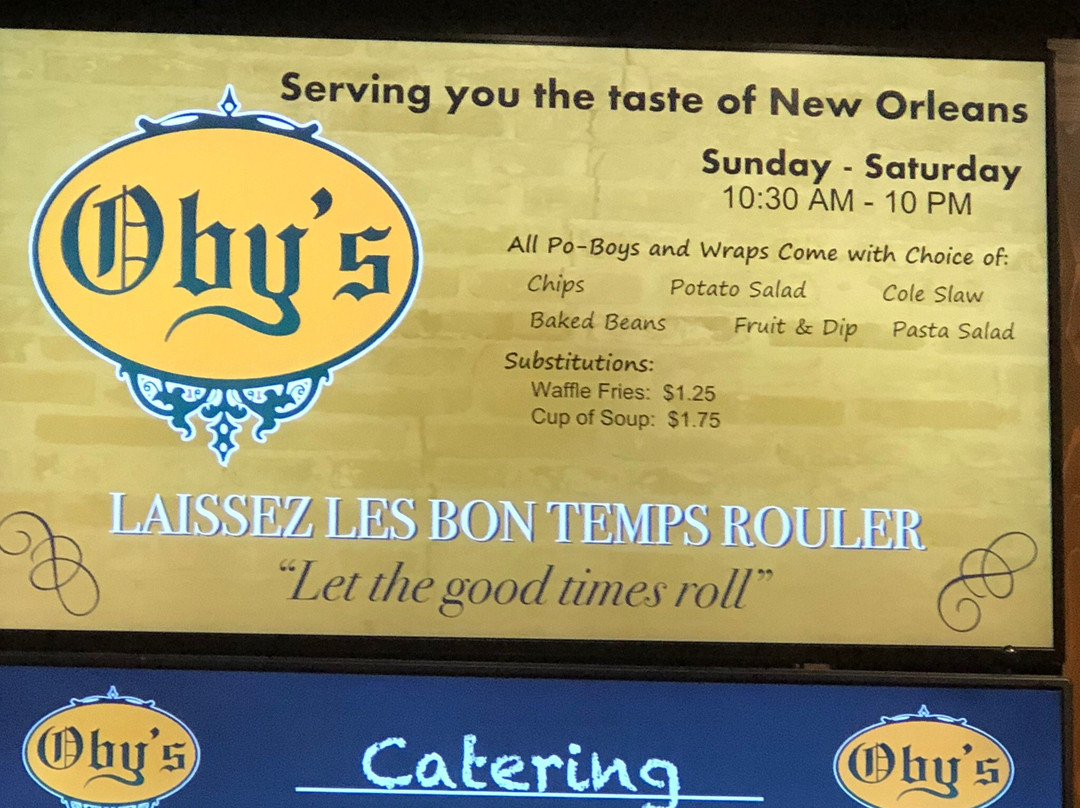 Serving you the taste of New Orleans
Oby's
Sunday - Saturday
10:30 AM - 10 PM
All Po-Boys and Wraps Come with Choice of:
Chips Potato Salad Cole Slaw
Baked Beans Fruit & Dip Pasta Salad
Substitutions:
Waffle Fries: $1.25
Cup of Soup: $1.75
LAISSEZ LES BON TEMPS ROULER
“Let the good times roll”
Oby's
Catering
Oby's